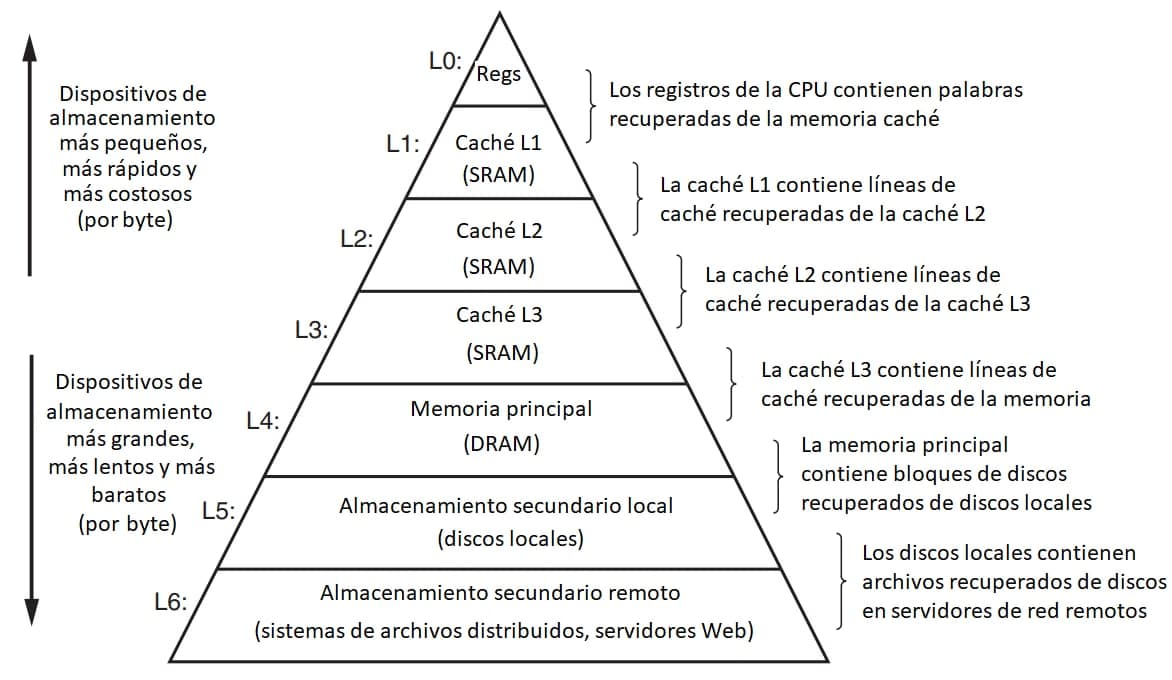 L0:
Regs
Los registros de la CPU contienen palabras
recuperadas de la memoria caché
Dispositivos de
almacenamiento
más pequeños,
más rápidos y
más costosos
(por byte)
L1:
Caché L1
(SRAM)
La caché L1 contiene líneas de
caché recuperadas de la caché L2
L2:
Caché L2
(SRAM)
La caché L2 contiene líneas de
caché recuperadas de la caché L3
L3:
Caché L3
(SRAM)
La caché L3 contiene líneas de
caché recuperadas de la memoria
Dispositivos de
almacenamiento
más grandes,
más lentos y más
baratos
(por byte)
L4:
Memoria principal
(DRAM)
La memoria principal
contiene bloques de discos
recuperados de discos locales
L5:
Almacenamiento secundario local
(discos locales)
Los discos locales contienen
archivos recuperados de discos
en servidores de red remotos
L6:
Almacenamiento secundario remoto
(sistemas de archivos distribuidos, servidores Web)